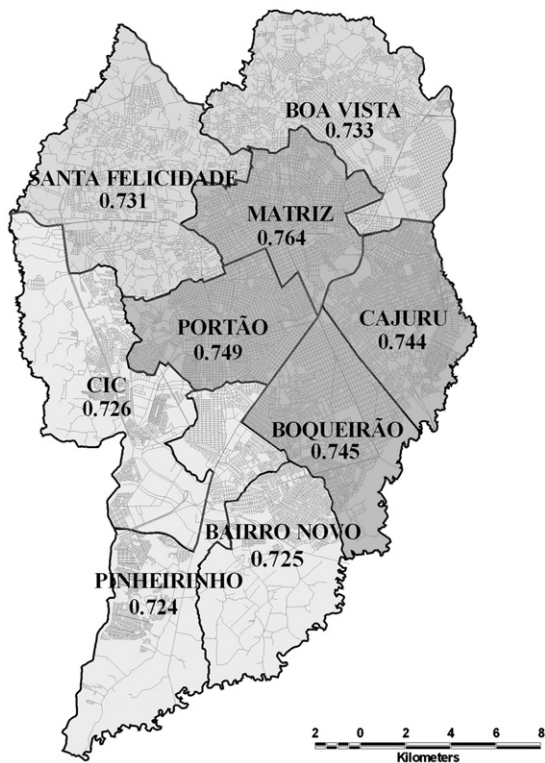 BOA VISTA
0.733
SANTA FELICIDADE
0.731
MATRIZ
0.764
PORTÃO
0.749
CAJURU
0.744
CIC
0.726
BOQUEIRÃO
0.745
BAIRRO NOVO
0.725
PINHEIRINHO
0.724
2 0 2 4 6 8
Kilometers